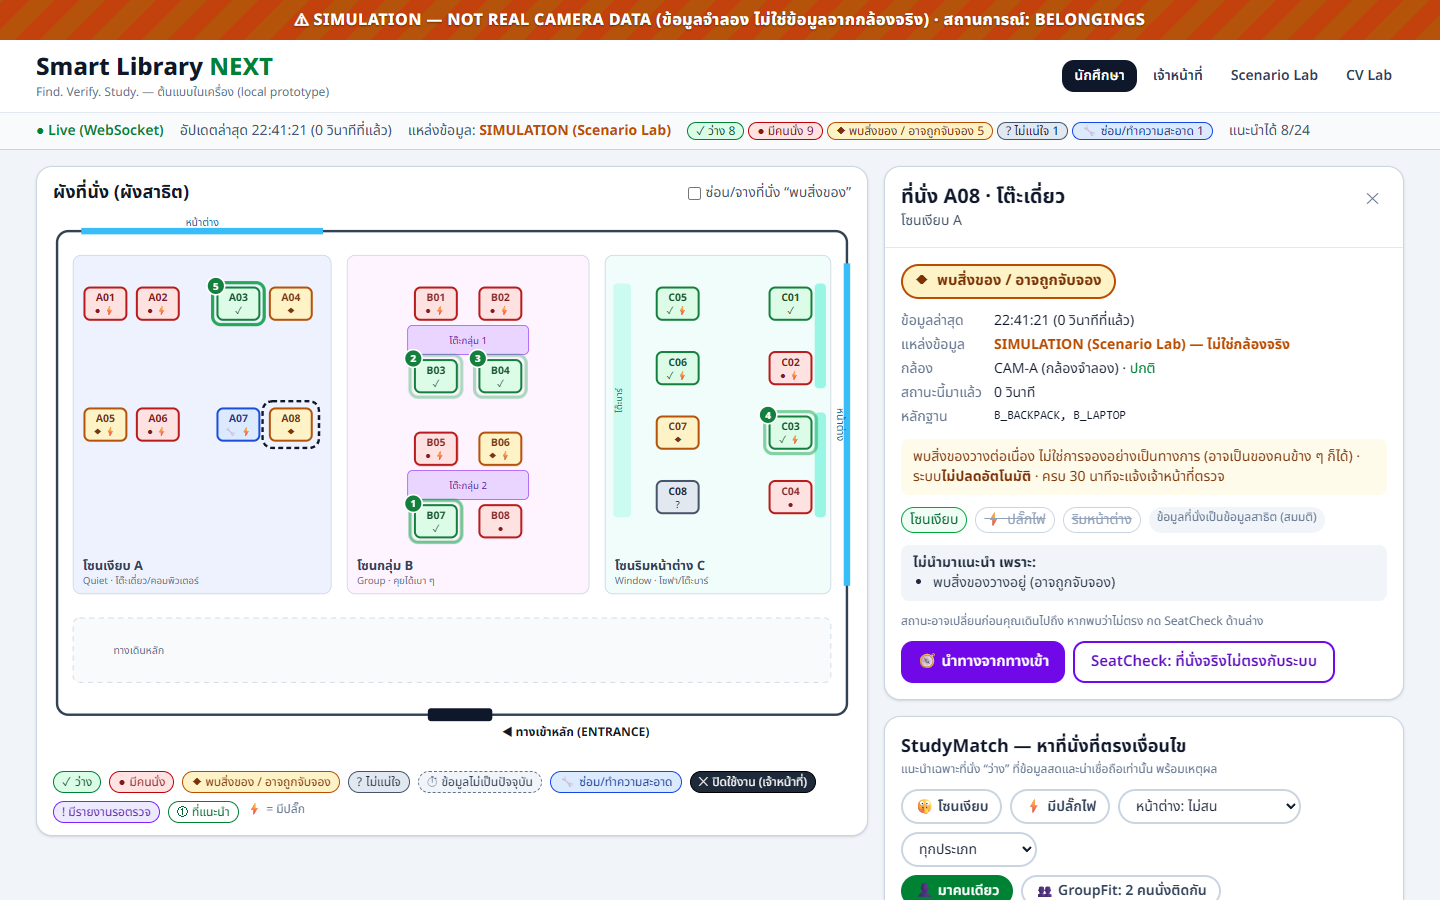 ⚠ SIMULATION — NOT REAL CAMERA DATA (ข้อมูลจำลอง ไม่ใช่ข้อมูลจากกล้องจริง) · สถานการณ์: BELONGINGS
Smart Library NEXT
Find. Verify. Study. — ต้นแบบในเครื่อง (local prototype)
นักศึกษา เจ้าหน้าที่ Scenario Lab CV Lab
● Live (WebSocket) อัปเดตล่าสุด 22:41:21 (0 วินาทีที่แล้ว) แหล่งข้อมูล: SIMULATION (Scenario Lab) ✓ ว่าง 8 ● มีคนนั่ง 9 ◆ พบสิ่งของ / อาจถูกจับจอง 5 ? ไม่แน่ใจ 1 🔧 ซ่อม/ทำความสะอาด 1 แนะนำได้ 8/24
ผังที่นั่ง (ผังสาธิต)
ซ่อน/จางที่นั่ง “พบสิ่งของ”
หน้าต่าง
A01 A02 5 A03 A04
A05 A06 A07 A08
โซนเงียบ A
Quiet · โต๊ะเดี่ยว/คอมพิวเตอร์
B01 B02
โต๊ะกลุ่ม 1
2 B03 3 B04
B05 B06
โต๊ะกลุ่ม 2
1 B07 B08
โซนกลุ่ม B
Group · คุยได้เบา ๆ
C05 C01
C06 C02
โต๊ะบาร์
C07 4 C03
หน้าต่าง
C08 ? C04
โซนริมหน้าต่าง C
Window · โซฟา/โต๊ะบาร์
ทางเดินหลัก
◀ ทางเข้าหลัก (ENTRANCE)
✓ ว่าง ● มีคนนั่ง ◆ พบสิ่งของ / อาจถูกจับจอง ? ไม่แน่ใจ ⏱ ข้อมูลไม่เป็นปัจจุบัน 🔧 ซ่อม/ทำความสะอาด ✕ ปิดใช้งาน (เจ้าหน้าที่)
! มีรายงานรอตรวจ ① ที่แนะนำ ⚡ = มีปลั๊ก
ที่นั่ง A08 · โต๊ะเดี่ยว
โซนเงียบ A
◆ พบสิ่งของ / อาจถูกจับจอง
ข้อมูลล่าสุด 22:41:21 (0 วินาทีที่แล้ว)
แหล่งข้อมูล SIMULATION (Scenario Lab) — ไม่ใช่กล้องจริง
กล้อง CAM-A (กล้องจำลอง) · ปกติ
สถานะนี้มาแล้ว 0 วินาที
หลักฐาน B_BACKPACK, B_LAPTOP
พบสิ่งของวางต่อเนื่อง ไม่ใช่การจองอย่างเป็นทางการ (อาจเป็นของคนข้าง ๆ ก็ได้) ·
ระบบไม่ปลดอัตโนมัติ · ครบ 30 นาทีจะแจ้งเจ้าหน้าที่ตรวจ
โซนเงียบ ⚡ ปลั๊กไฟ ริมหน้าต่าง ข้อมูลที่นั่งเป็นข้อมูลสาธิต (สมมติ)
ไม่นำมาแนะนำ เพราะ:
• พบสิ่งของวางอยู่ (อาจถูกจับจอง)
สถานะอาจเปลี่ยนก่อนคุณเดินไปถึง หากพบว่าไม่ตรง กด SeatCheck ด้านล่าง
🧭 นำทางจากทางเข้า SeatCheck: ที่นั่งจริงไม่ตรงกับระบบ
StudyMatch — หาที่นั่งที่ตรงเงื่อนไข
แนะนำเฉพาะที่นั่ง “ว่าง” ที่ข้อมูลสดและน่าเชื่อถือเท่านั้น พร้อมเหตุผล
🤫 โซนเงียบ ⚡ มีปลั๊กไฟ หน้าต่าง: ไม่สน
ทุกประเภท
👤 มาคนเดียว 👥 GroupFit: 2 คนนั่งติดกัน